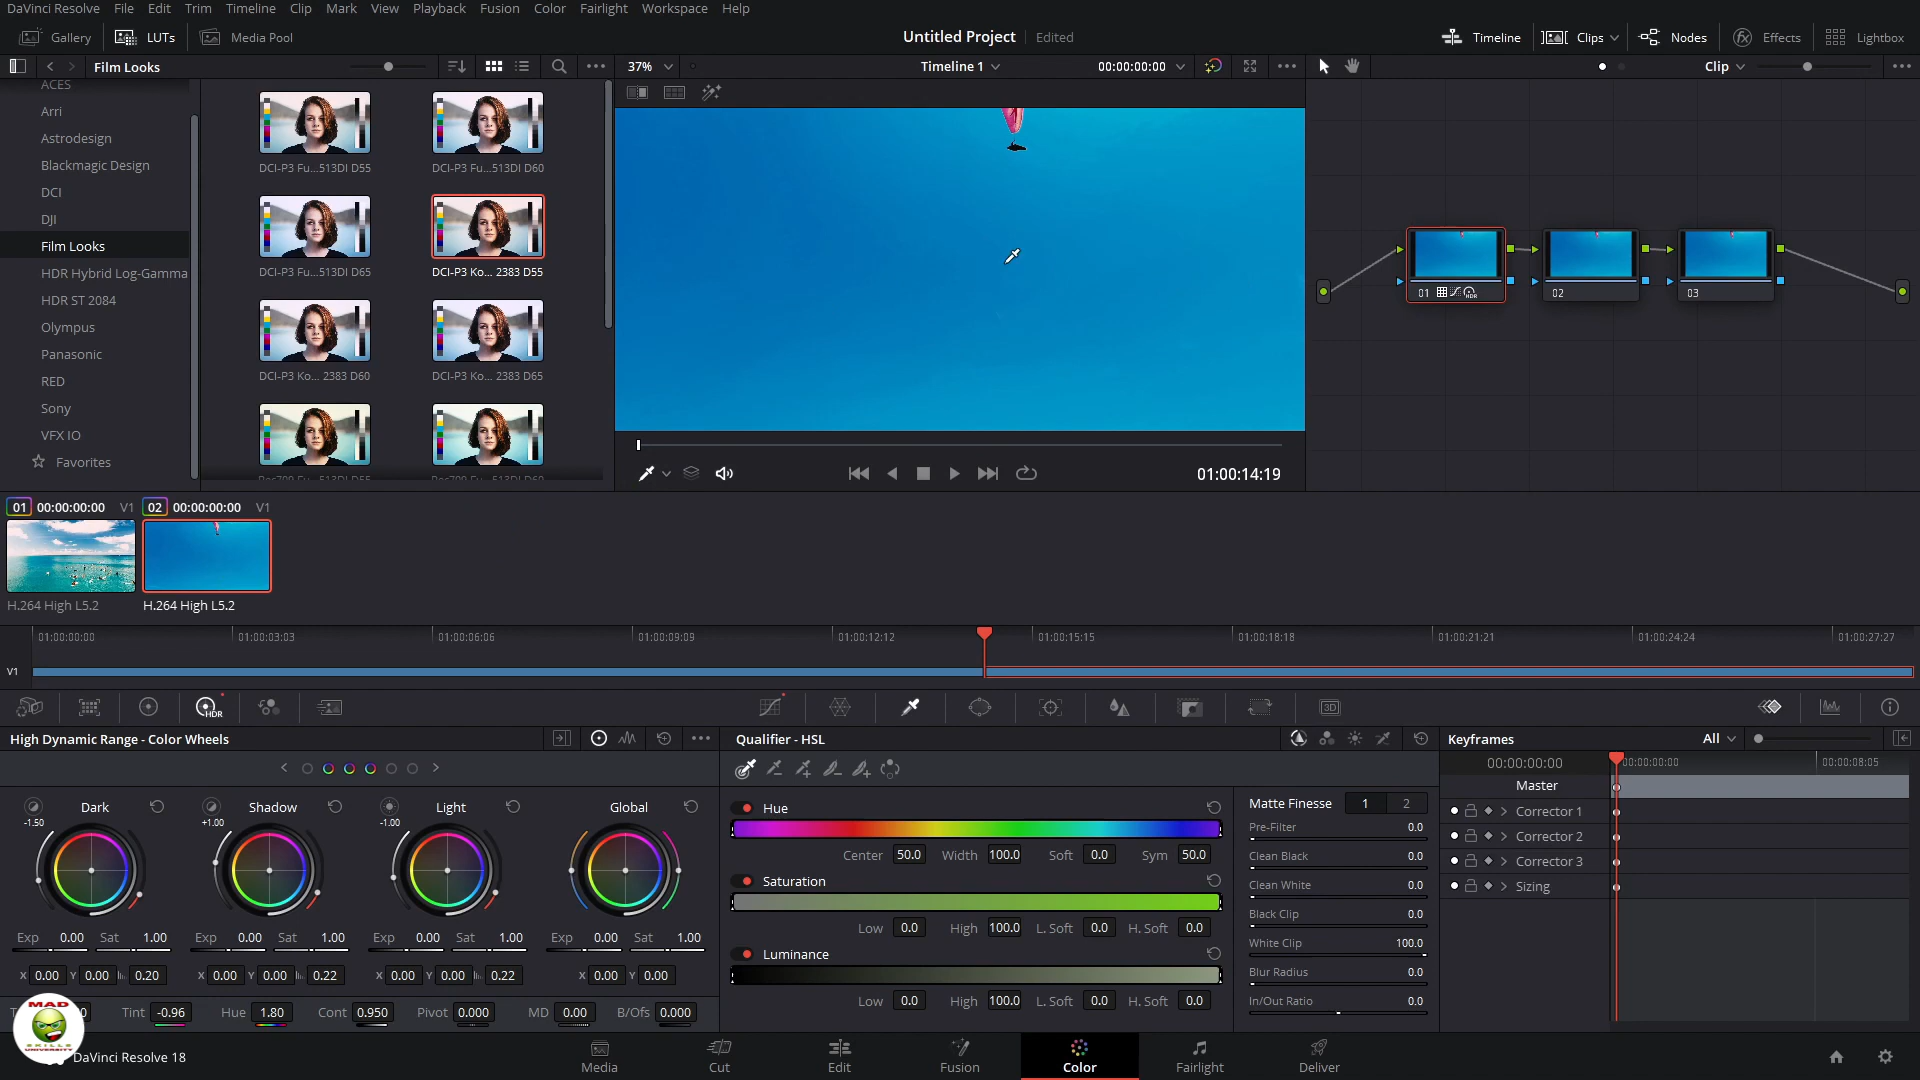 DaVinci Resolve File Edit Trim Timeline Clip Mark View Playback Fusion Color Fairlight Workspace Help
Gallery LUTs Media Pool Untitled Project Edited Timeline Clips Nodes Effects Lightbox
Film Looks 37% Timeline 1 00:00:00:00 Clip
ACES
Arri
Astrodesign
Blackmagic Design
DCI
DJI
Film Looks
HDR Hybrid Log-Gamma
HDR ST 2084
Olympus
Panasonic
RED
Sony
VFX IO
Favorites
DCI-P3 Fu...513DI D55 DCI-P3 Fu...513DI D60
DCI-P3 Fu...513DI D65 DCI-P3 Ko... 2383 D55
DCI-P3 Ko... 2383 D60 DCI-P3 Ko... 2383 D65
01 02 03
HDR
01:00:14:19
01 00:00:00:00 V1 02 00:00:00:00 V1
H.264 High L5.2 H.264 High L5.2
01:00:00:00 01:00:03:03 01:00:06:06 01:00:09:09 01:00:12:12 01:00:15:15 01:00:18:18 01:00:21:21 01:00:24:24 01:00:27:27
V1
HDR 3D
High Dynamic Range - Color Wheels Qualifier - HSL Keyframes All
Dark Shadow Light Global
-1.50 +1.00 -1.00
Exp 0.00 Sat 1.00 Exp 0.00 Sat 1.00 Exp 0.00 Sat 1.00 Exp 0.00 Sat 1.00
X 0.00 Y 0.00 0.20 X 0.00 Y 0.00 0.22 X 0.00 Y 0.00 0.22 X 0.00 Y 0.00
Tint -0.96 Hue 1.80 Cont 0.950 Pivot 0.000 MD 0.00 B/Ofs 0.000
Hue
Center 50.0 Width 100.0 Soft 0.0 Sym 50.0
Saturation
Low 0.0 High 100.0 L. Soft 0.0 H. Soft 0.0
Luminance
Low 0.0 High 100.0 L. Soft 0.0 H. Soft 0.0
Matte Finesse 1 2
Pre-Filter 0.0
Clean Black 0.0
Clean White 0.0
Black Clip 0.0
White Clip 100.0
Blur Radius 0.0
In/Out Ratio 0.0
00:00:00:00 00:00:00:00 00:00:08:05
Master
Corrector 1
Corrector 2
Corrector 3
Sizing
MAD
SKILLS
UNIVERSITY
DaVinci Resolve 18
Media Cut Edit Fusion Color Fairlight Deliver